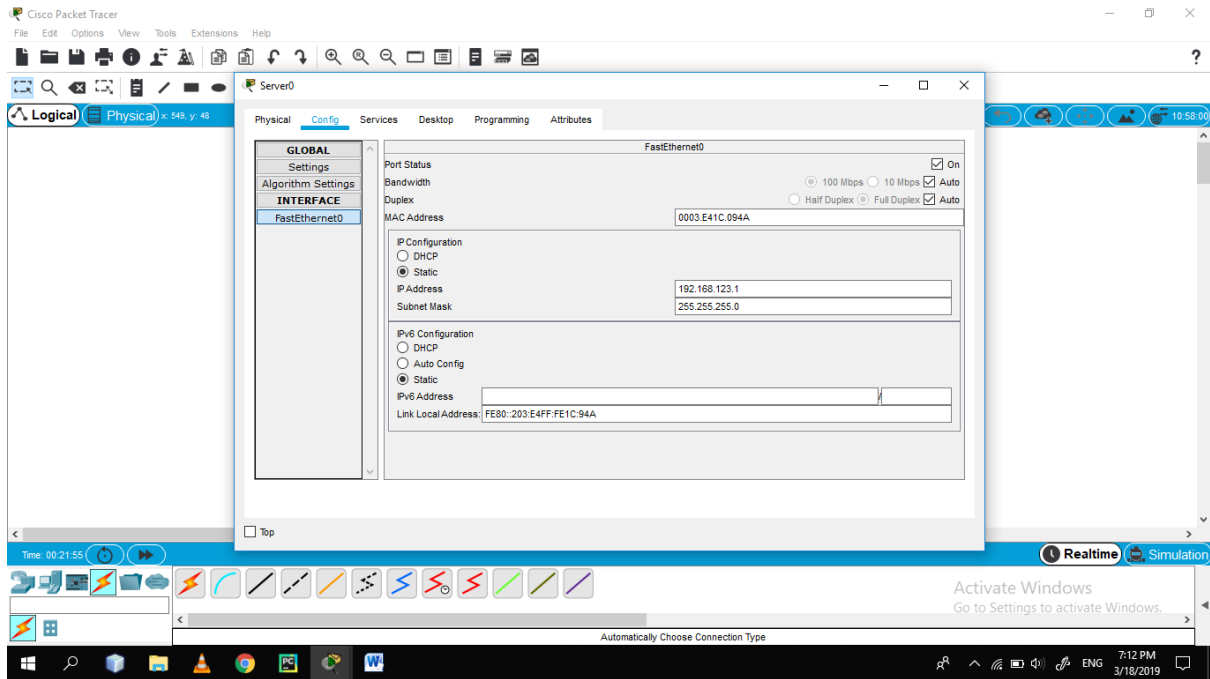 Cisco Packet Tracer
File Edit Options View Tools Extensions Help
?
Logical Physical x: 549, y: 48
10:58:00
Server0
Physical Config Services Desktop Programming Attributes
GLOBAL
Settings
Algorithm Settings
INTERFACE
FastEthernet0
FastEthernet0
Port Status On
Bandwidth 100 Mbps 10 Mbps Auto
Duplex Half Duplex Full Duplex Auto
MAC Address 0003.E41C.094A
IP Configuration
DHCP
Static
IP Address 192.168.123.1
Subnet Mask 255.255.255.0
IPv6 Configuration
DHCP
Auto Config
Static
IPv6 Address /
Link Local Address: FE80::203:E4FF:FE1C:94A
Top
Time: 00:21:55
Realtime Simulation
Activate Windows
Go to Settings to activate Windows.
Automatically Choose Connection Type
ENG
7:12 PM
3/18/2019